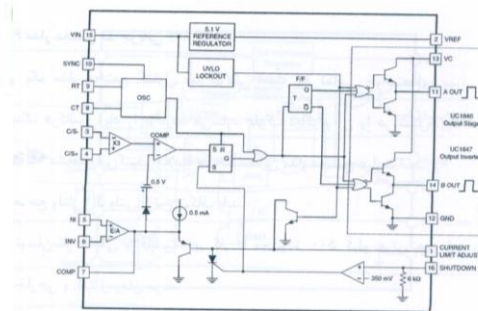 VIN 15
5.1 V
REFERENCE
REGULATOR
2 VREF
UVLO
LOCKOUT
13 VC
SYNC 10
RT 9
CT 8
OSC
F/F
T
Q
Q
11 A OUT
UC1846
Output Stage
C/S- 3
C/S+ 4
X3
COMP
S R
Q
S
UC1847
Output Inverted
14 B OUT
0.5 V
0.5 mA
12 GND
NI 5
INV 6
E/A
COMP 7
1 CURRENT
LIMIT ADJUST
16 SHUTDOWN
350 mV
6 kΩ